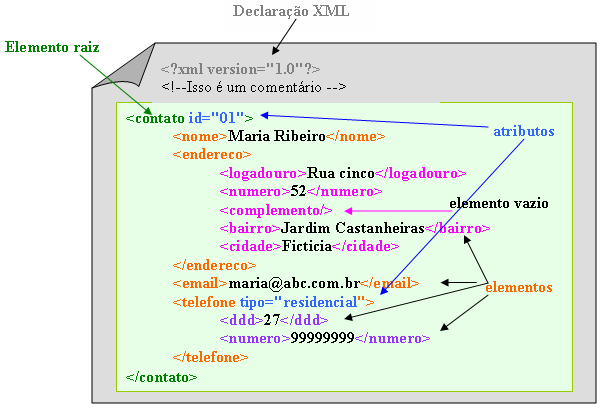 Declaração XML
Elemento raiz
<?xml version="1.0"?>
<!--Isso é um comentário -->
<contato id="01">
atributos
<nome>Maria Ribeiro</nome>
<endereco>
<logadouro>Rua cinco</logadouro>
<numero>52</numero>
<complemento/>
elemento vazio
<bairro>Jardim Castanheiras</bairro>
<cidade>Ficticia</cidade>
</endereco>
<email>maria@abc.com.br</email>
elementos
<telefone tipo="residencial">
<ddd>27</ddd>
<numero>99999999</numero>
</telefone>
</contato>